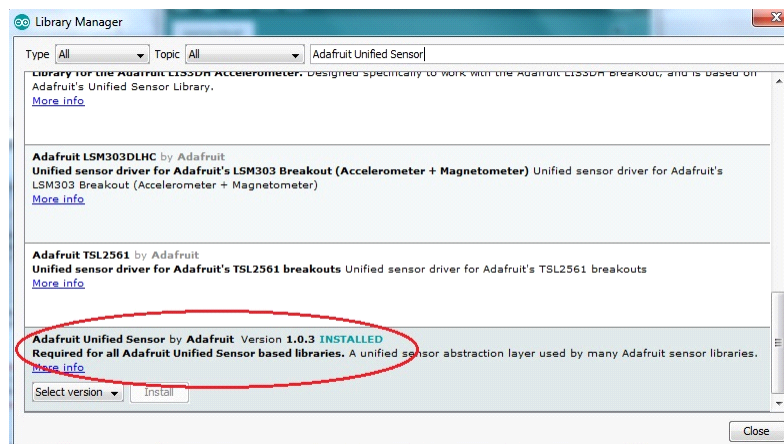 Library Manager
Type All Topic All Adafruit Unified Sensor
Library for the Adafruit LIS3DH Accelerometer. Designed specifically to work with the Adafruit LIS3DH Breakout, and is based on
Adafruit's Unified Sensor Library.
More info
Adafruit LSM303DLHC by Adafruit
Unified sensor driver for Adafruit's LSM303 Breakout (Accelerometer + Magnetometer) Unified sensor driver for Adafruit's
LSM303 Breakout (Accelerometer + Magnetometer)
More info
Adafruit TSL2561 by Adafruit
Unified sensor driver for Adafruit's TSL2561 breakouts Unified sensor driver for Adafruit's TSL2561 breakouts
More info
Adafruit Unified Sensor by Adafruit Version 1.0.3 INSTALLED
Required for all Adafruit Unified Sensor based libraries. A unified sensor abstraction layer used by many Adafruit sensor libraries.
More info
Select version Install
Close